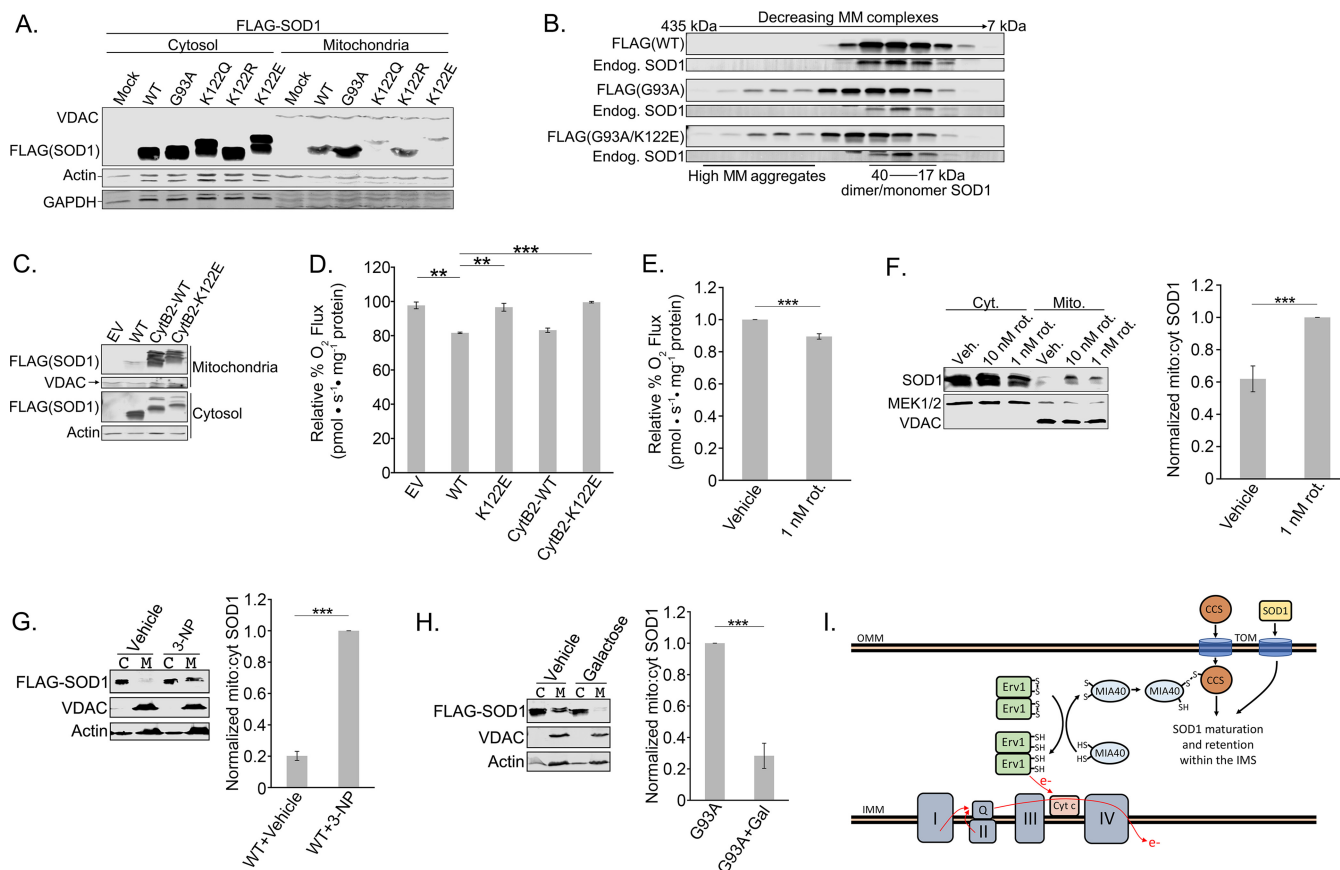 A.
FLAG-SOD1
Cytosol
Mitochondria
Mock
WT
G93A
K122Q
K122R
K122E
Mock
WT
G93A
K122Q
K122R
K122E
VDAC
FLAG(SOD1)
Actin
GAPDH
B.
Decreasing MM complexes
435 kDa
7 kDa
FLAG(WT)
Endog. SOD1
FLAG(G93A)
Endog. SOD1
FLAG(G93A/K122E)
Endog. SOD1
High MM aggregates
40 17 kDa
dimer/monomer SOD1
C.
EV
WT
CytB2-WT
CytB2-K122E
FLAG(SOD1)
VDAC
Mitochondria
FLAG(SOD1)
Actin
Cytosol
D.
Relative % O2 Flux
(pmol • s-1• mg-1 protein)
120
100
80
60
40
20
0
**
**
***
EV
WT
K122E
CytB2-WT
CytB2-K122E
E.
Relative % O2 Flux
(pmol • s-1• mg-1 protein)
1.2
1.0
0.8
0.6
0.4
0.2
0
***
Vehicle
1 nM rot.
F.
Cyt.
Mito.
Veh.
10 nM rot.
1 nM rot.
Veh.
10 nM rot.
1 nM rot.
SOD1
MEK1/2
VDAC
Normalized mito:cyt SOD1
1.2
1.0
0.8
0.6
0.4
0.2
0
***
Vehicle
1 nM rot.
G.
Vehicle
3-NP
C M C M
FLAG-SOD1
VDAC
Actin
Normalized mito:cyt SOD1
1.2
1.0
0.8
0.6
0.4
0.2
0
***
WT+Vehicle
WT+3-NP
H.
Vehicle
Galactose
C M C M
FLAG-SOD1
VDAC
Actin
Normalized mito:cyt SOD1
1.2
1.0
0.8
0.6
0.4
0.2
0
***
G93A
G93A+Gal
I.
CCS
SOD1
OMM
TOM
Erv1
S
S
Erv1
S
S
S
S
MIA40
MIA40
S
S
SH
CCS
Erv1
SH
SH
Erv1
SH
SH
HS
HS
MIA40
SOD1 maturation
and retention
within the IMS
e-
IMM
I
Q
II
III
Cyt c
IV
e-